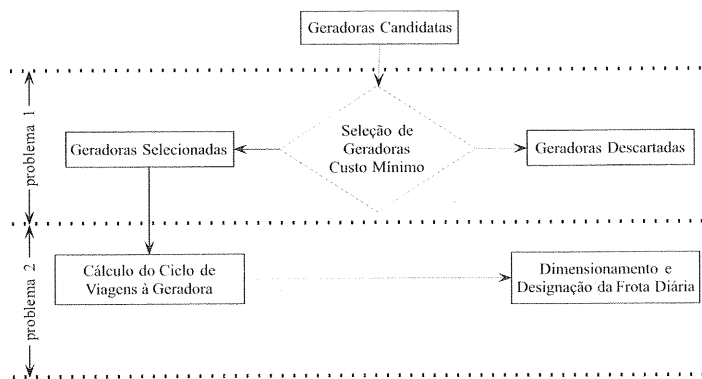 Geradoras Candidatas
problema 1
Seleção de
Geradoras
Custo Mínimo
Geradoras Selecionadas
Geradoras Descartadas
problema 2
Cálculo do Ciclo de
Viagens à Geradora
Dimensionamento e
Designação da Frota Diária